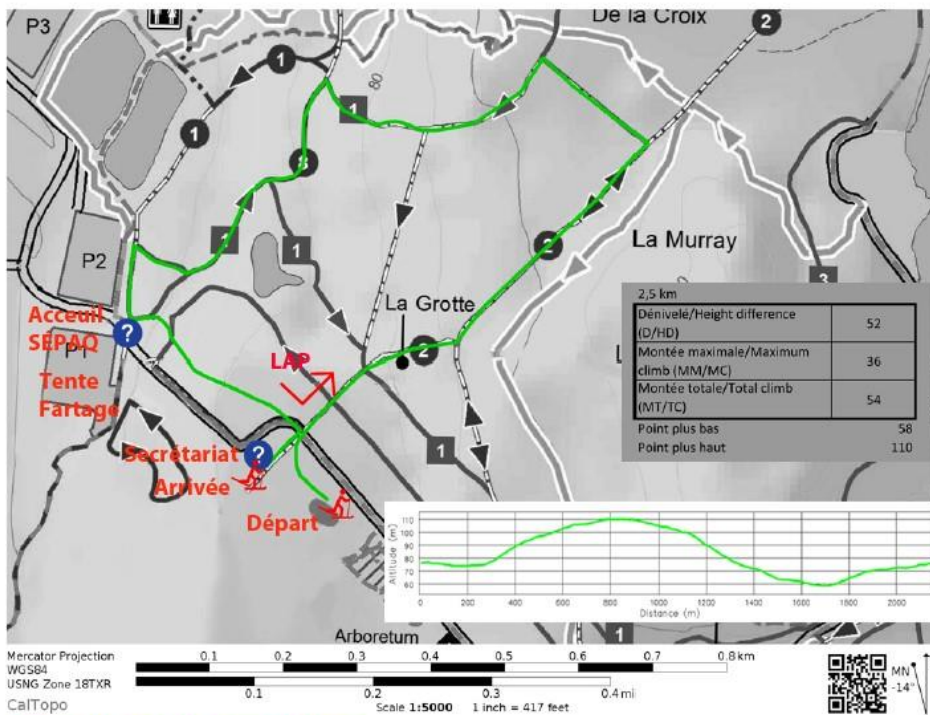 De la Croix
2
P3
1
1
1
80
8
1
1
2
La Murray
P2
La Grotte
3
Acceuil
SÉPAQ
?
P1
Tente
Fartage
LAP
2
1
Secrétariat
?
Arrivée
Départ
2,5 km
Dénivelé/Height difference (D/HD) 52
Montée maximale/Maximum climb (MM/MC) 36
Montée totale/Total climb (MT/TC) 54
Point plus bas 58
Point plus haut 110
Altitude (m)
110
100
90
80
70
60
0 200 400 600 800 1000 1200 1400 1600 1800 2000
Distance (m)
Arboretum
1
Mercator Projection
WGS84
USNG Zone 18TXR
CalTopo
0.1 0.2 0.3 0.4 0.5 0.6 0.7 0.8 km
0.1 0.2 0.3 0.4 mi
Scale 1:5000 1 inch = 417 feet
MN
-14°